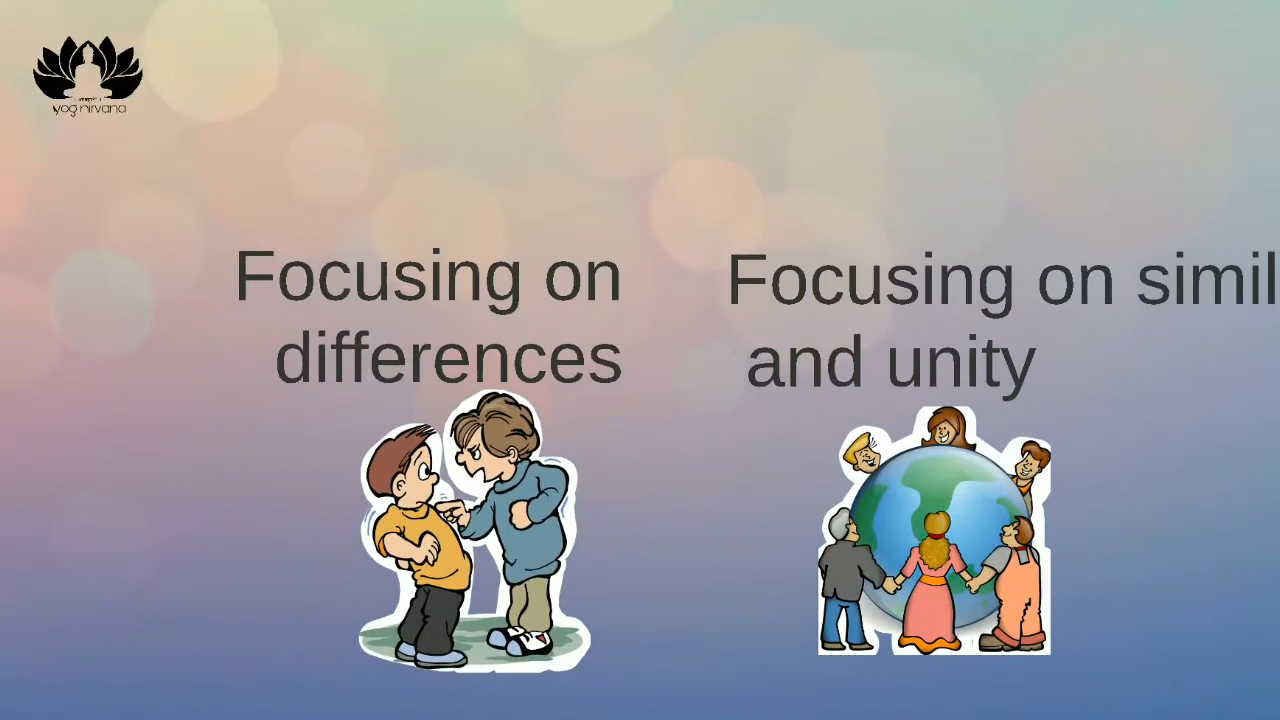 yog nirvana
Focusing on
differences
Focusing on simil
and unity